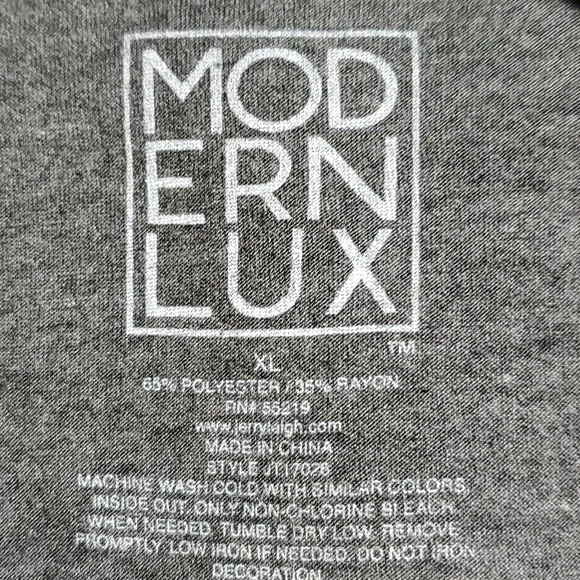 MOD
ERN
LUX
TM
XL
65% POLYESTER / 35% RAYON
RN# 55219
www.jerryleigh.com
MADE IN CHINA
STYLE JT17026
MACHINE WASH COLD WITH SIMILAR COLORS,
INSIDE OUT. ONLY NON-CHLORINE BLEACH
WHEN NEEDED. TUMBLE DRY LOW. REMOVE
PROMPTLY. LOW IRON IF NEEDED. DO NOT IRON
DECORATION